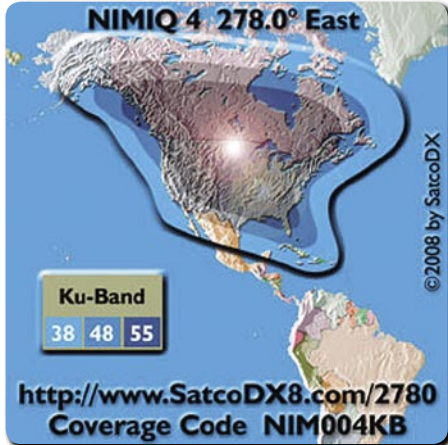 NIMIQ 4 278.0° East
©2008 by SatcoDX
Ku-Band
38 48 55
http://www.SatcoDX8.com/2780
Coverage Code NIM004KB